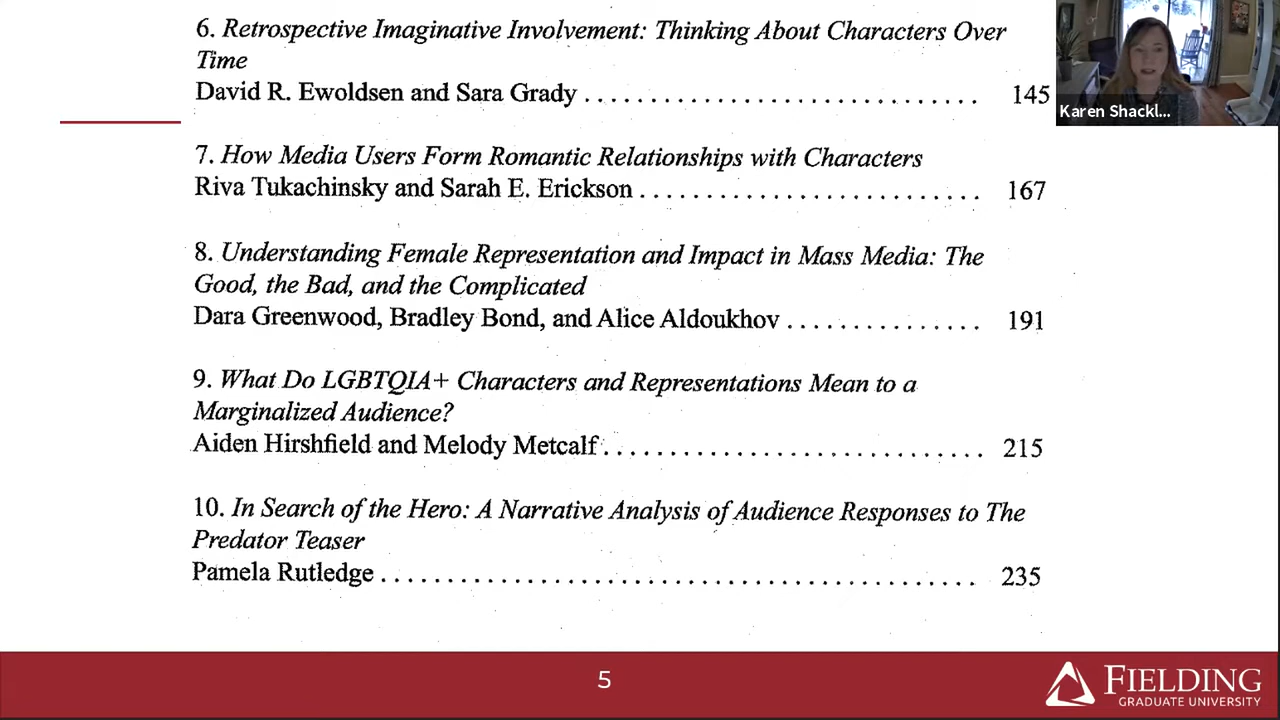 6. Retrospective Imaginative Involvement: Thinking About Characters Over
Time
David R. Ewoldsen and Sara Grady . . . . . . . . . . . . . . . . . . . . . . . . . . . . . . 145
Karen Shackl...
7. How Media Users Form Romantic Relationships with Characters
Riva Tukachinsky and Sarah E. Erickson . . . . . . . . . . . . . . . . . . . . . . . . . . 167
8. Understanding Female Representation and Impact in Mass Media: The
Good, the Bad, and the Complicated
Dara Greenwood, Bradley Bond, and Alice Aldoukhov . . . . . . . . . . . . . . . 191
9. What Do LGBTQIA+ Characters and Representations Mean to a
Marginalized Audience?
Aiden Hirshfield and Melody Metcalf . . . . . . . . . . . . . . . . . . . . . . . . . . . . . 215
10. In Search of the Hero: A Narrative Analysis of Audience Responses to The
Predator Teaser
Pamela Rutledge . . . . . . . . . . . . . . . . . . . . . . . . . . . . . . . . . . . . . . . . . . . . . 235
5
FIELDING
GRADUATE UNIVERSITY